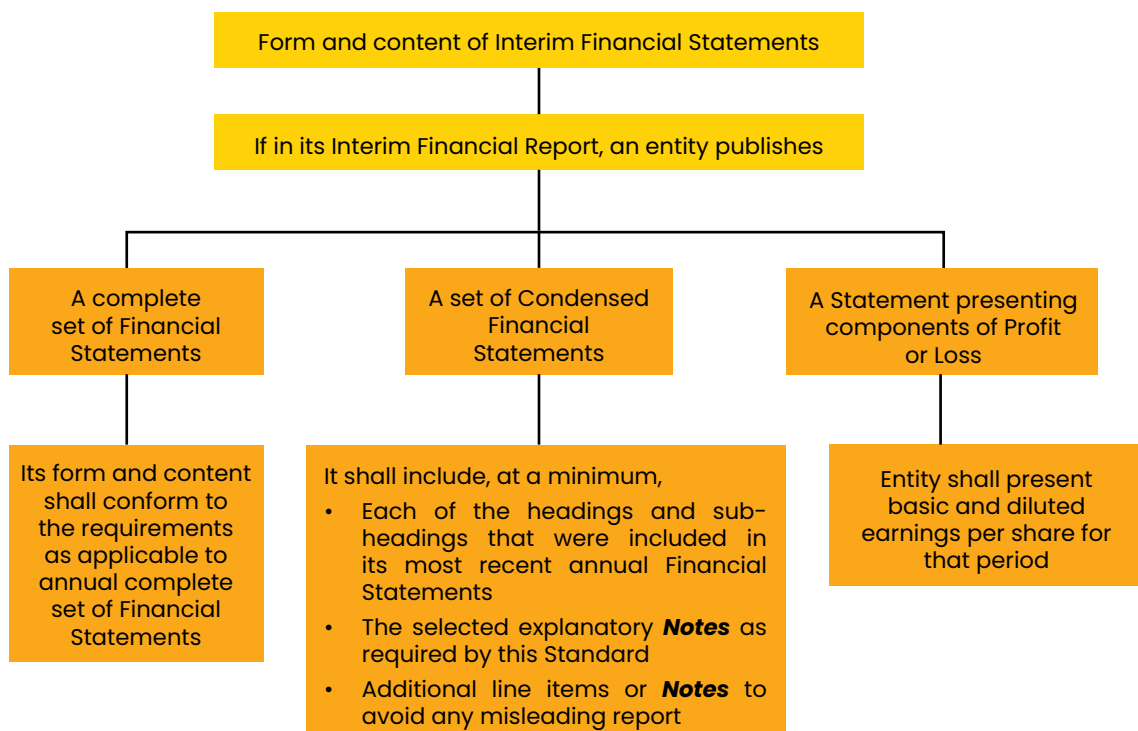 Form and content of Interim Financial Statements
If in its Interim Financial Report, an entity publishes
A complete
set of Financial
Statements
A set of Condensed
Financial
Statements
A Statement presenting
components of Profit
or Loss
Its form and content
shall conform to
the requirements
as applicable to
annual complete
set of Financial
Statements
It shall include, at a minimum,
• Each of the headings and sub-
headings that were included in
its most recent annual Financial
Statements
• The selected explanatory Notes as
required by this Standard
• Additional line items or Notes to
avoid any misleading report
Entity shall present
basic and diluted
earnings per share for
that period